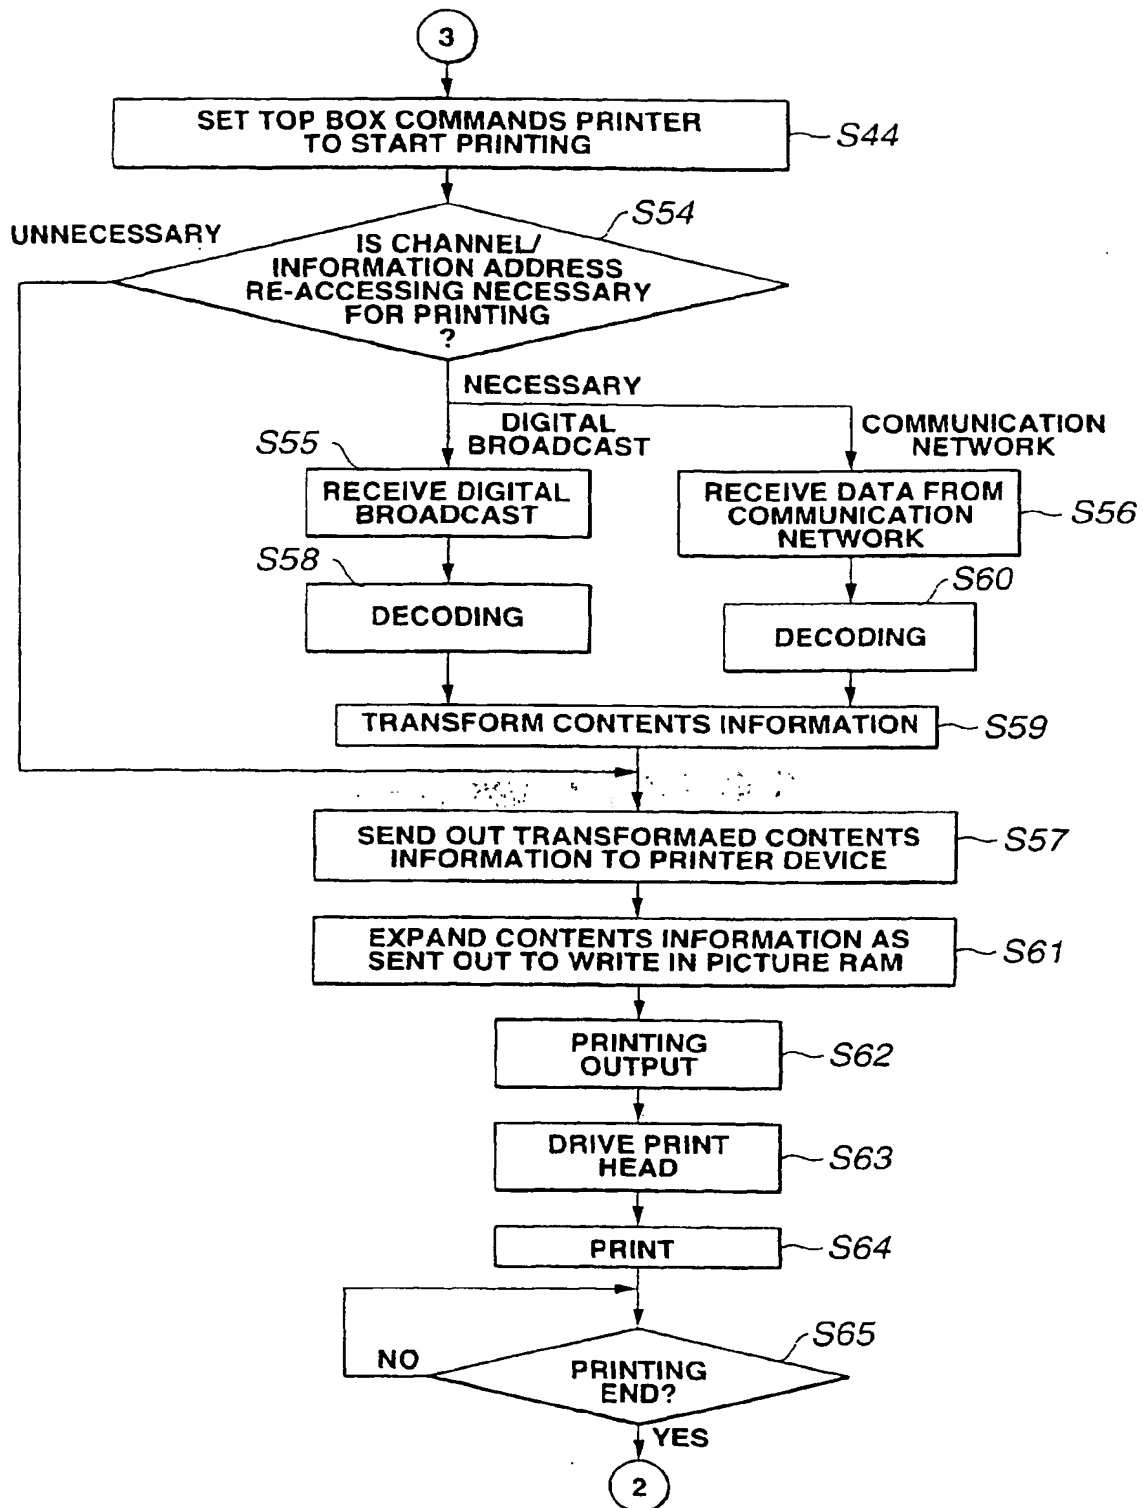 3
SET TOP BOX COMMANDS PRINTER
TO START PRINTING
S44
S54
UNNECESSARY
IS CHANNEL/
INFORMATION ADDRESS
RE-ACCESSING NECESSARY
FOR PRINTING
?
NECESSARY
DIGITAL
BROADCAST
COMMUNICATION
NETWORK
S55
RECEIVE DIGITAL
BROADCAST
RECEIVE DATA FROM
COMMUNICATION
NETWORK
S56
S58
DECODING
S60
DECODING
TRANSFORM CONTENTS INFORMATION
S59
SEND OUT TRANSFORMAED CONTENTS
INFORMATION TO PRINTER DEVICE
S57
EXPAND CONTENTS INFORMATION AS
SENT OUT TO WRITE IN PICTURE RAM
S61
PRINTING
OUTPUT
S62
DRIVE PRINT
HEAD
S63
PRINT
S64
S65
NO
PRINTING
END?
YES
2